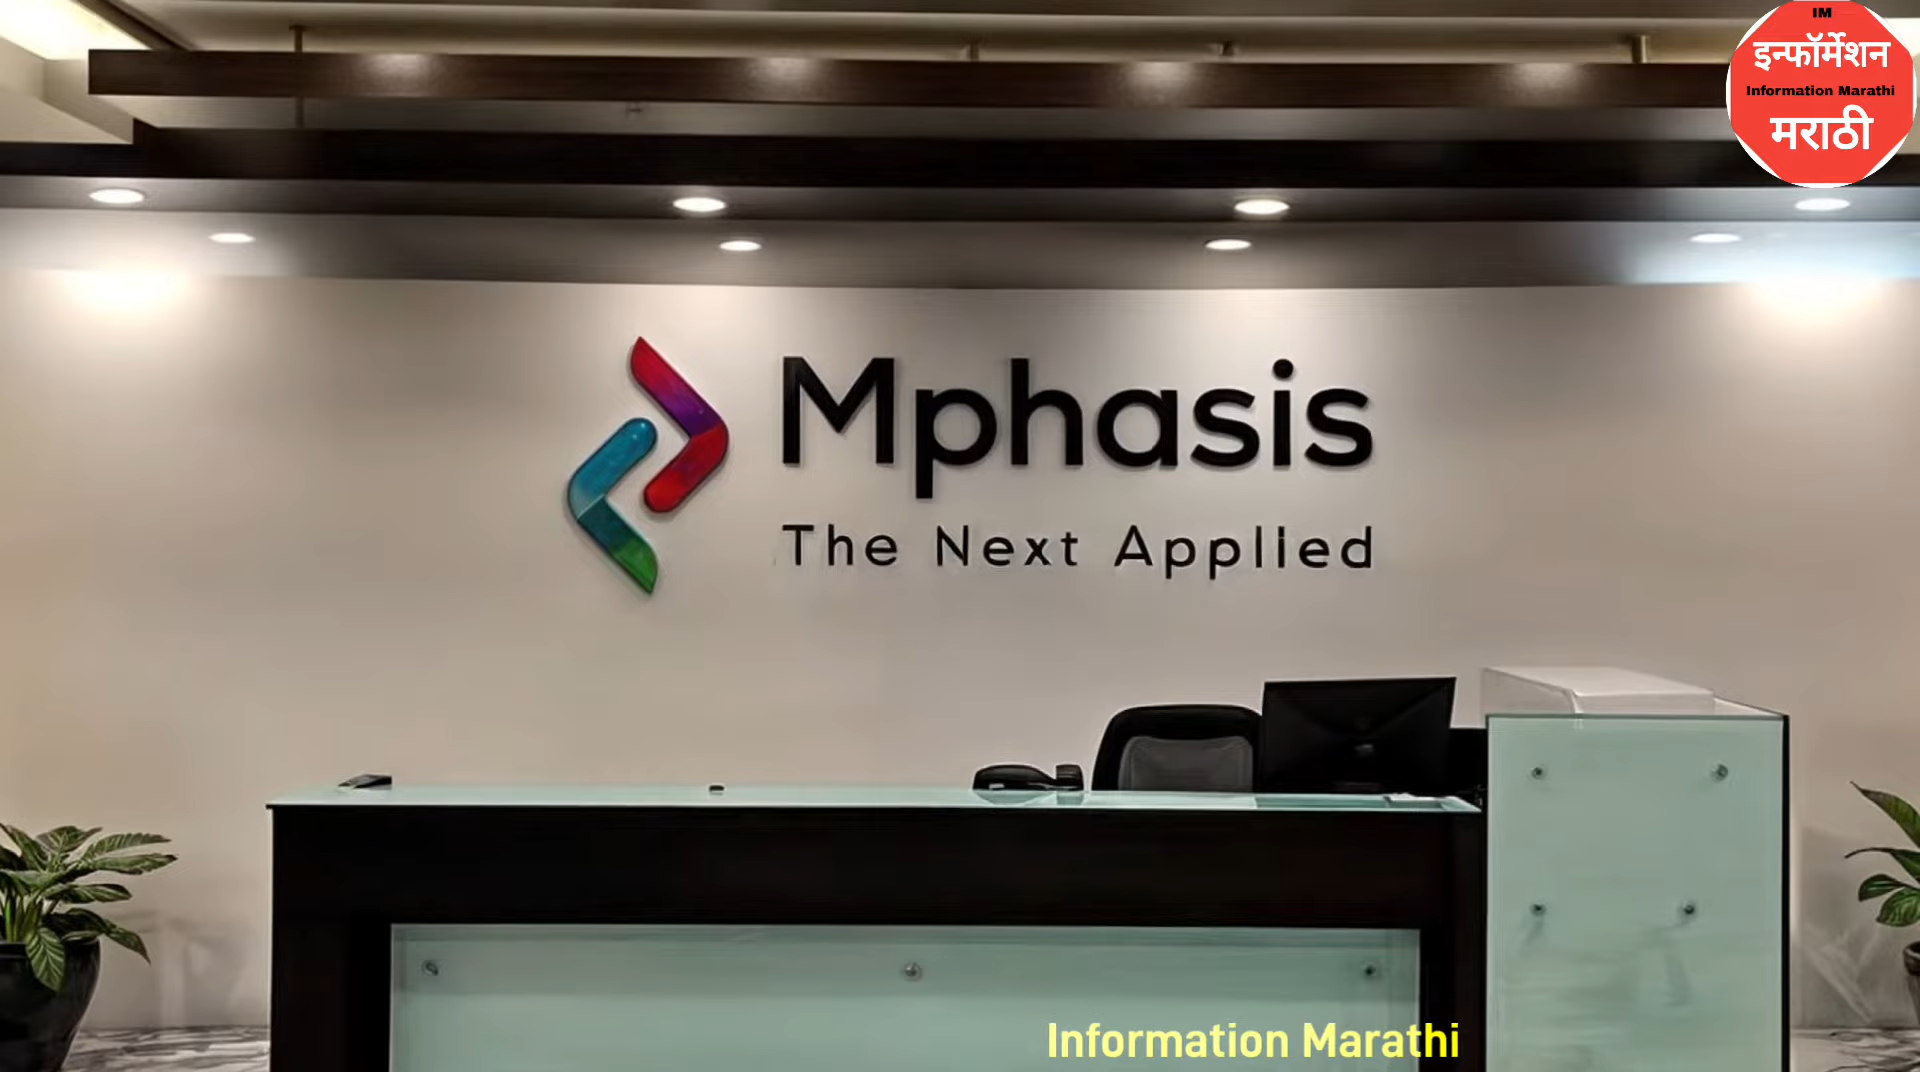 IM
इन्फॉर्मेशन
Information Marathi
मराठी
Mphasis
The Next Applied
Information Marathi